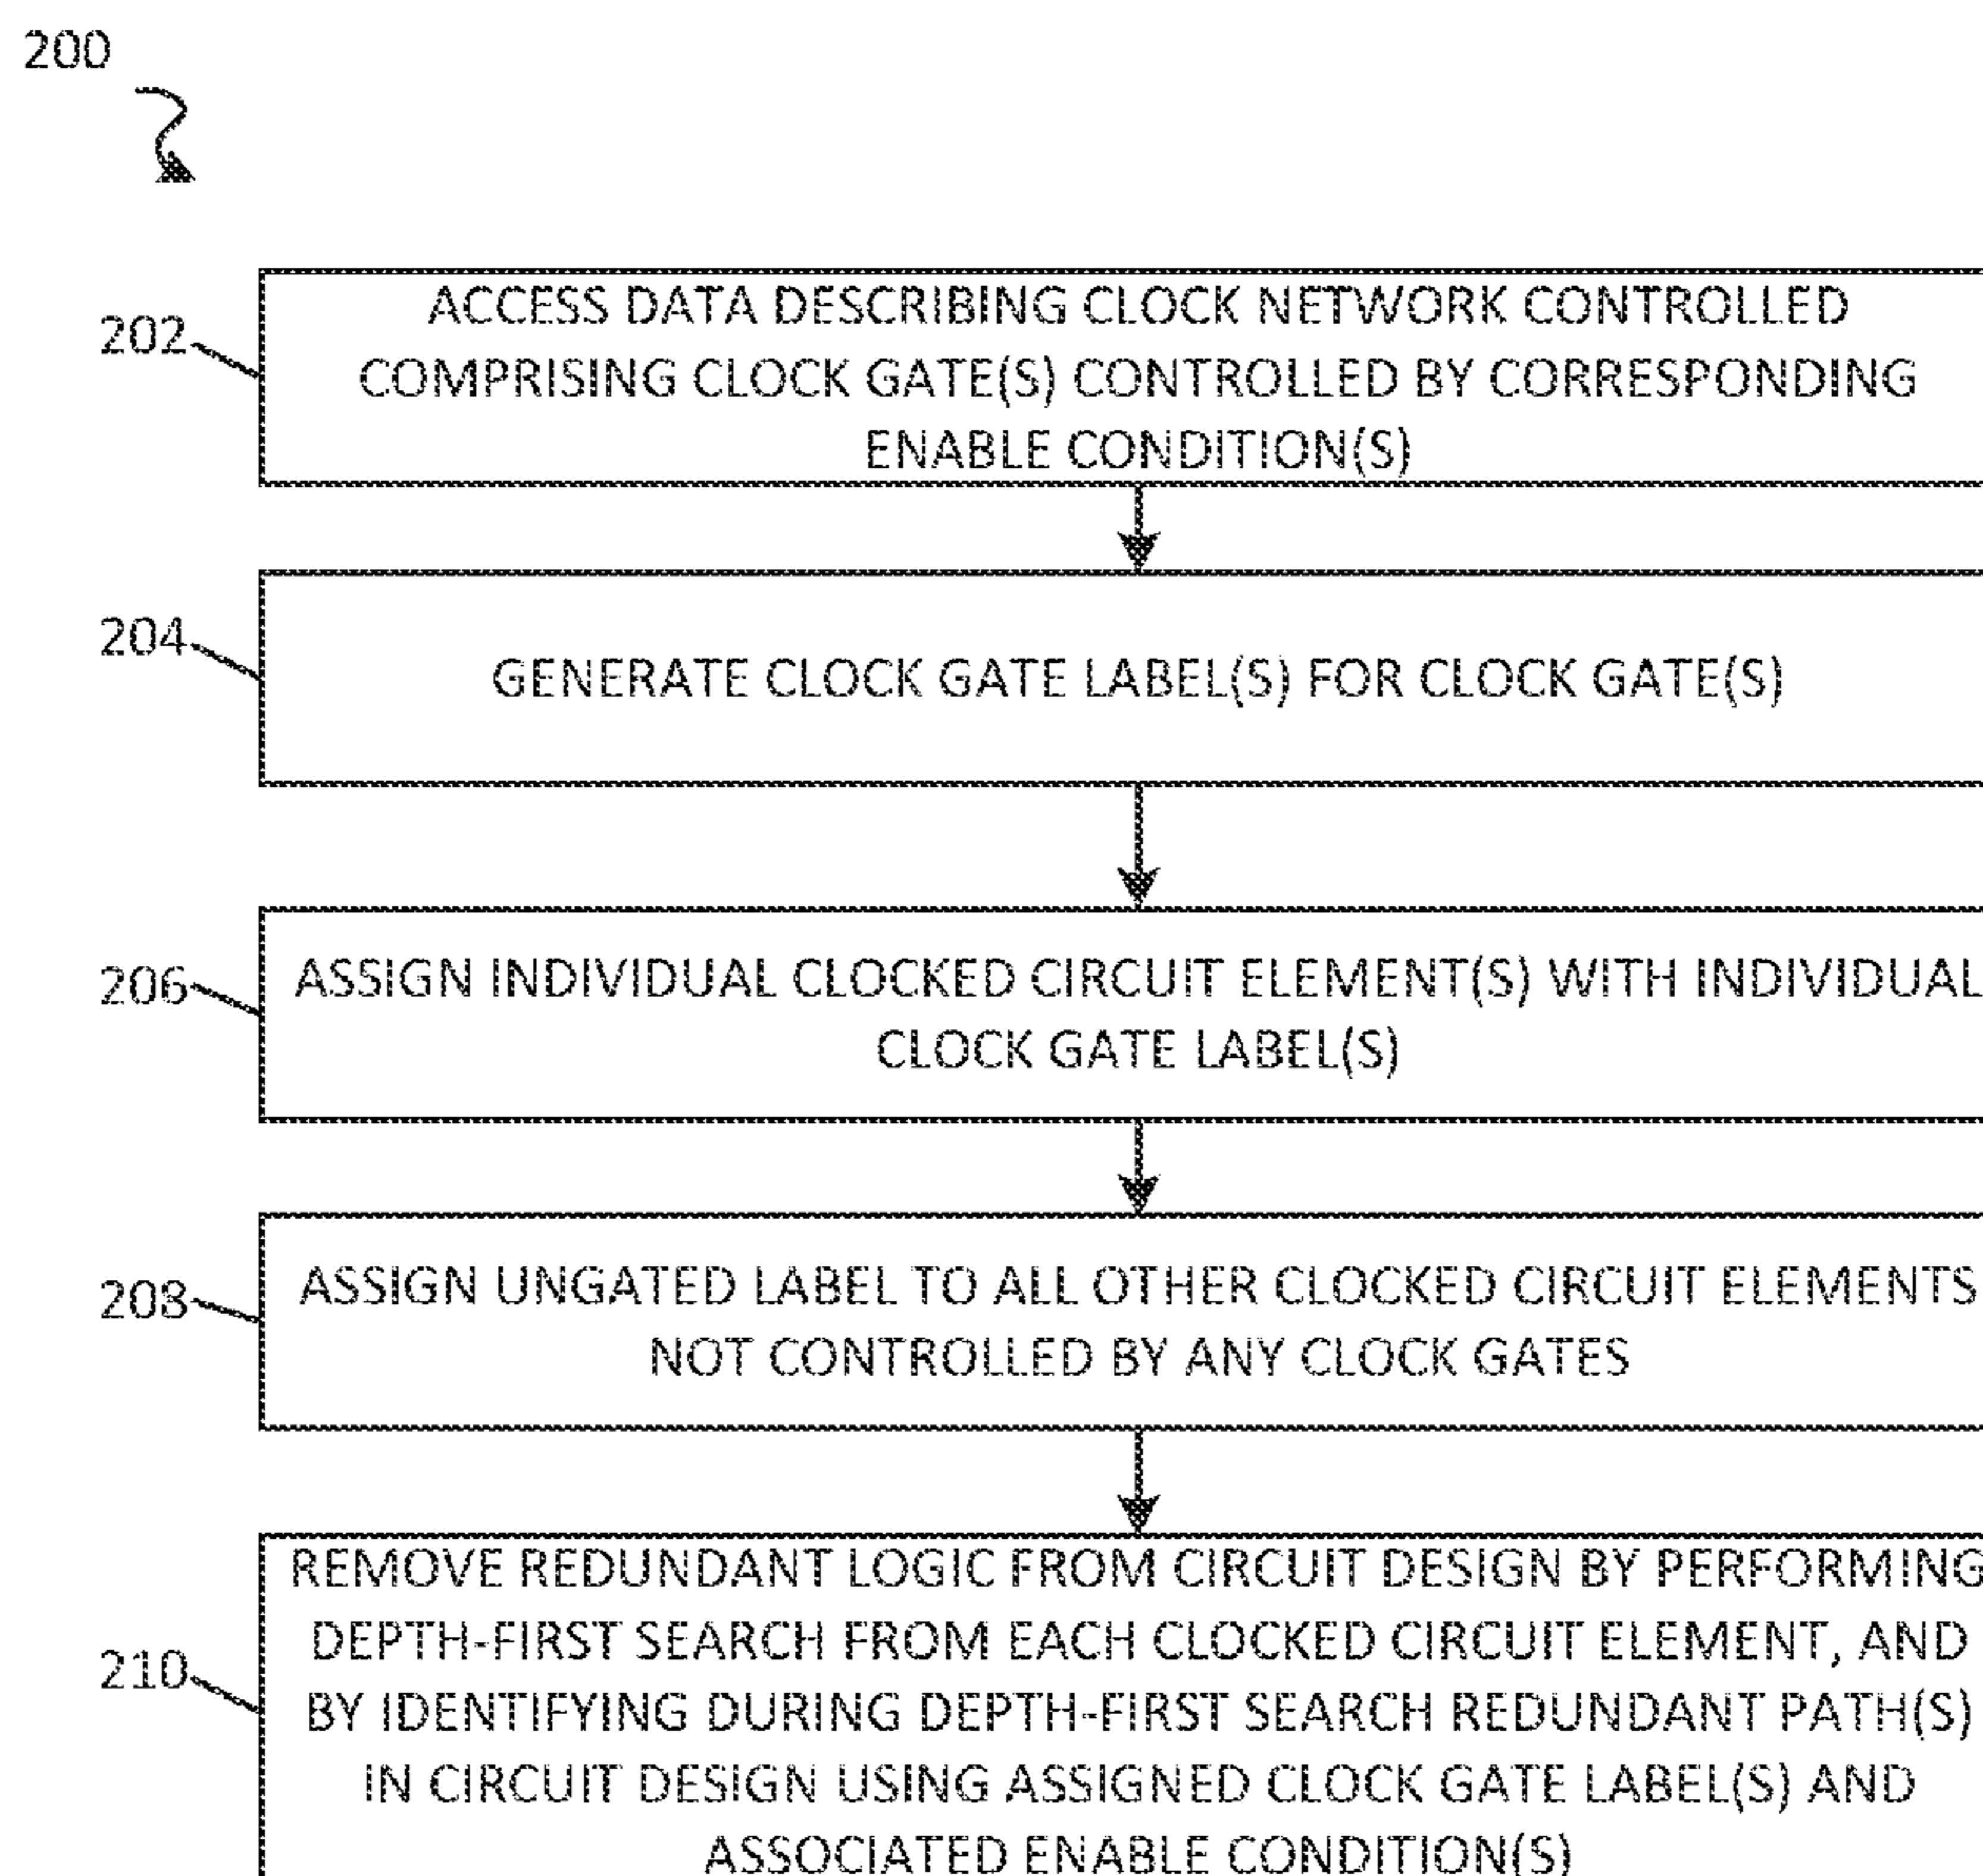 200
202
ACCESS DATA DESCRIBING CLOCK NETWORK CONTROLLED
COMPRISING CLOCK GATE(S) CONTROLLED BY CORRESPONDING
ENABLE CONDITION(S)
204
GENERATE CLOCK GATE LABEL(S) FOR CLOCK GATE(S)
206
ASSIGN INDIVIDUAL CLOCKED CIRCUIT ELEMENT(S) WITH INDIVIDUAL
CLOCK GATE LABEL(S)
208
ASSIGN UNGATED LABEL TO ALL OTHER CLOCKED CIRCUIT ELEMENTS
NOT CONTROLLED BY ANY CLOCK GATES
210
REMOVE REDUNDANT LOGIC FROM CIRCUIT DESIGN BY PERFORMING
DEPTH-FIRST SEARCH FROM EACH CLOCKED CIRCUIT ELEMENT, AND
BY IDENTIFYING DURING DEPTH-FIRST SEARCH REDUNDANT PATH(S)
IN CIRCUIT DESIGN USING ASSIGNED CLOCK GATE LABEL(S) AND
ASSOCIATED ENABLE CONDITION(S)